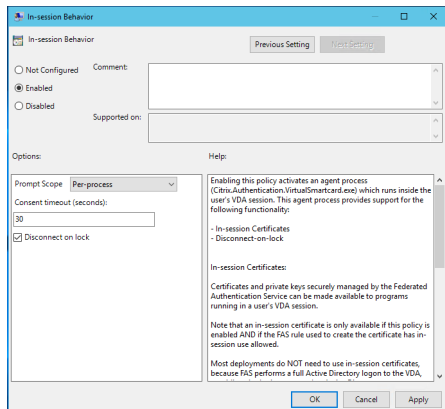 In-session Behavior
In-session Behavior
Previous Setting
Next Setting
Not Configured
Comment:
Enabled
Disabled
Supported on:
Options:
Help:
Prompt Scope Per-process
Consent timeout (seconds):
30
Disconnect on lock
Enabling this policy activates an agent process
(Citrix.Authentication.VirtualSmartcard.exe) which runs inside the
user's VDA session. This agent process provides support for the
following functionality:
- In-session Certificates
- Disconnect-on-lock
In-session Certificates:
Certificates and private keys securely managed by the Federated
Authentication Service can be made available to programs
running in a user's VDA session.
Note that an in-session certificate is only available if this policy is
enabled AND if the FAS rule used to create the certificate has in-
session use allowed.
Most deployments do NOT need to use in-session certificates,
because FAS performs a full Active Directory logon to the VDA,
OK
Cancel
Apply